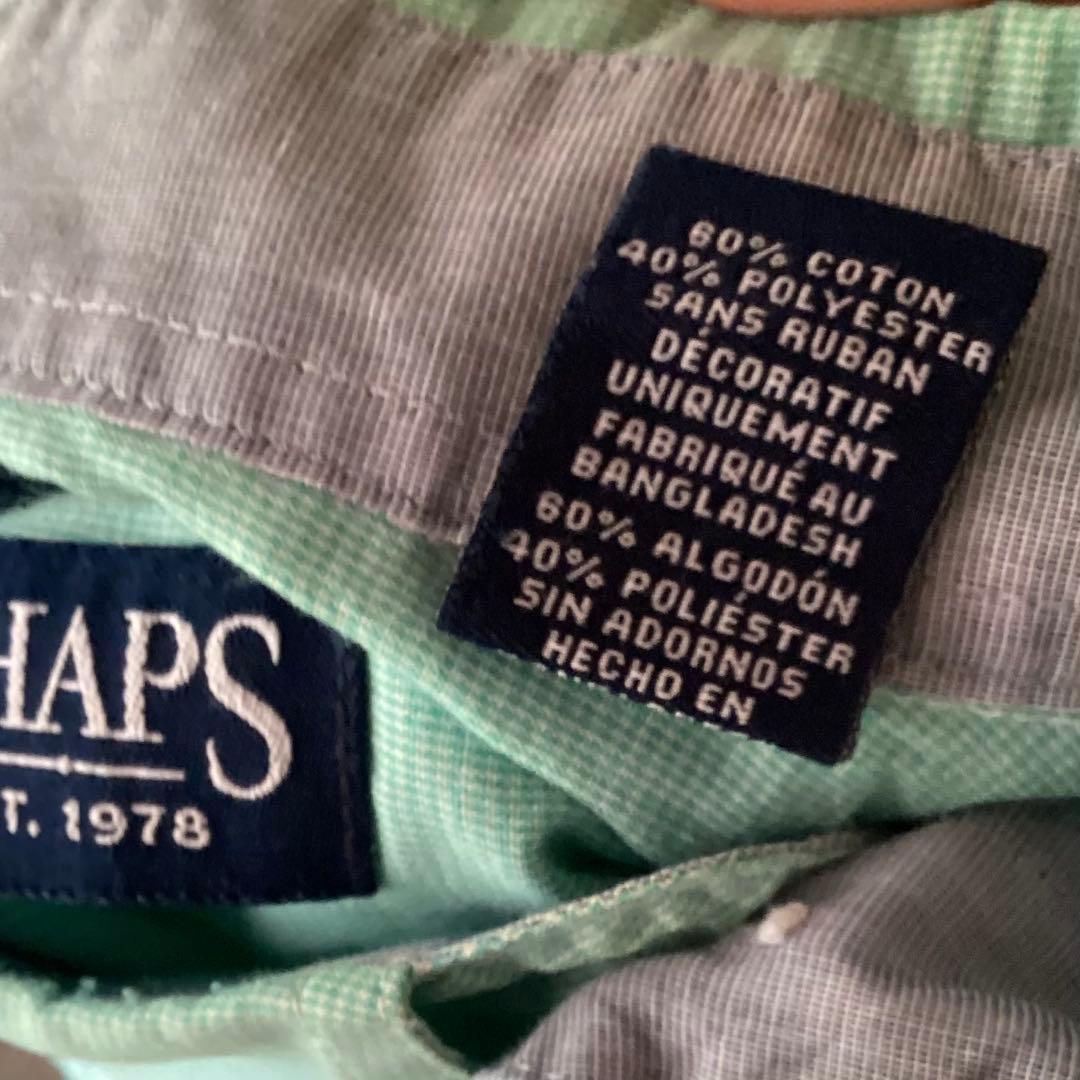 60% COTON
40% POLYESTER
SANS RUBAN
DÉCORATIF
UNIQUEMENT
FABRIQUÉ AU
BANGLADESH
60% ALGODÓN
40% POLIÉSTER
SIN ADORNOS
HECHO EN
HAPS
T. 1978